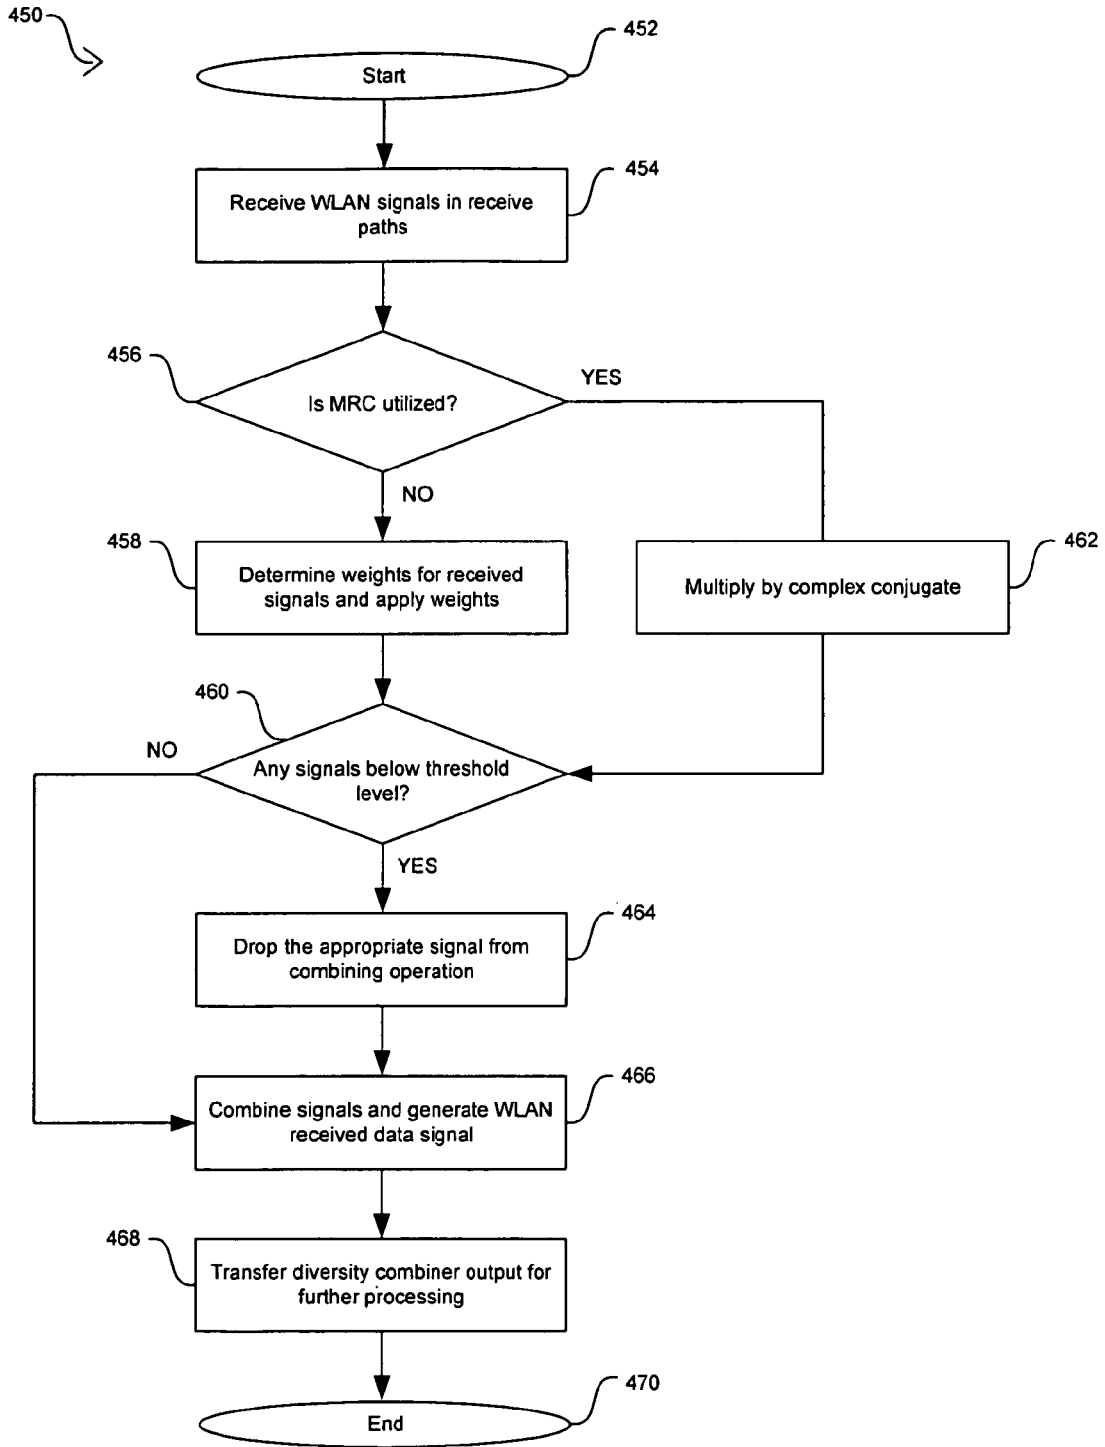 450
452
Start
454
Receive WLAN signals in receive
paths
456
YES
Is MRC utilized?
NO
458
462
Determine weights for received
signals and apply weights
Multiply by complex conjugate
460
NO
Any signals below threshold
level?
YES
464
Drop the appropriate signal from
combining operation
466
Combine signals and generate WLAN
received data signal
468
Transfer diversity combiner output for
further processing
470
End